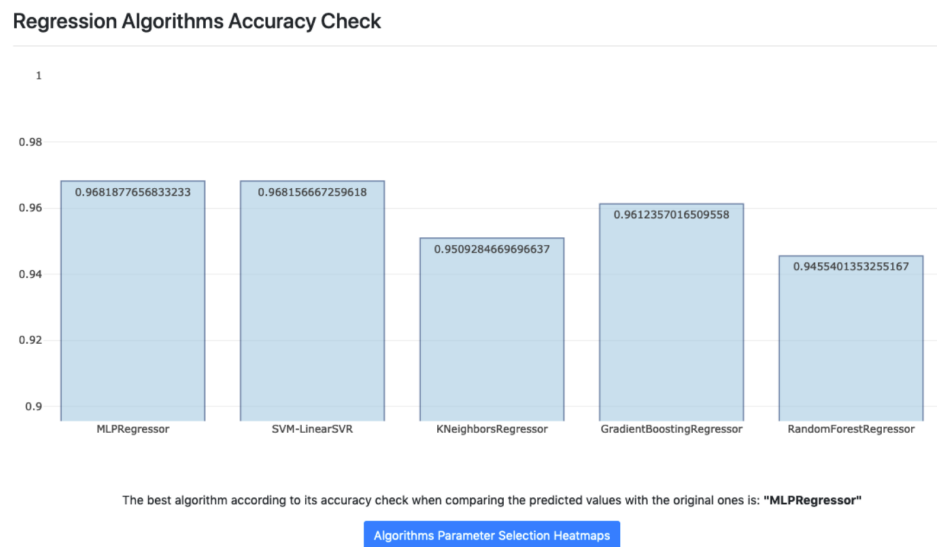 Regression Algorithms Accuracy Check
1
0.98
0.96
0.94
0.92
0.9
0.9681877656833233
0.968156667259618
0.9509284669696637
0.9612357016509558
0.9455401353255167
MLPRegressor
SVM-LinearSVR
KNeighborsRegressor
GradientBoostingRegressor
RandomForestRegressor
The best algorithm according to its accuracy check when comparing the predicted values with the original ones is: "MLPRegressor"
Algorithms Parameter Selection Heatmaps